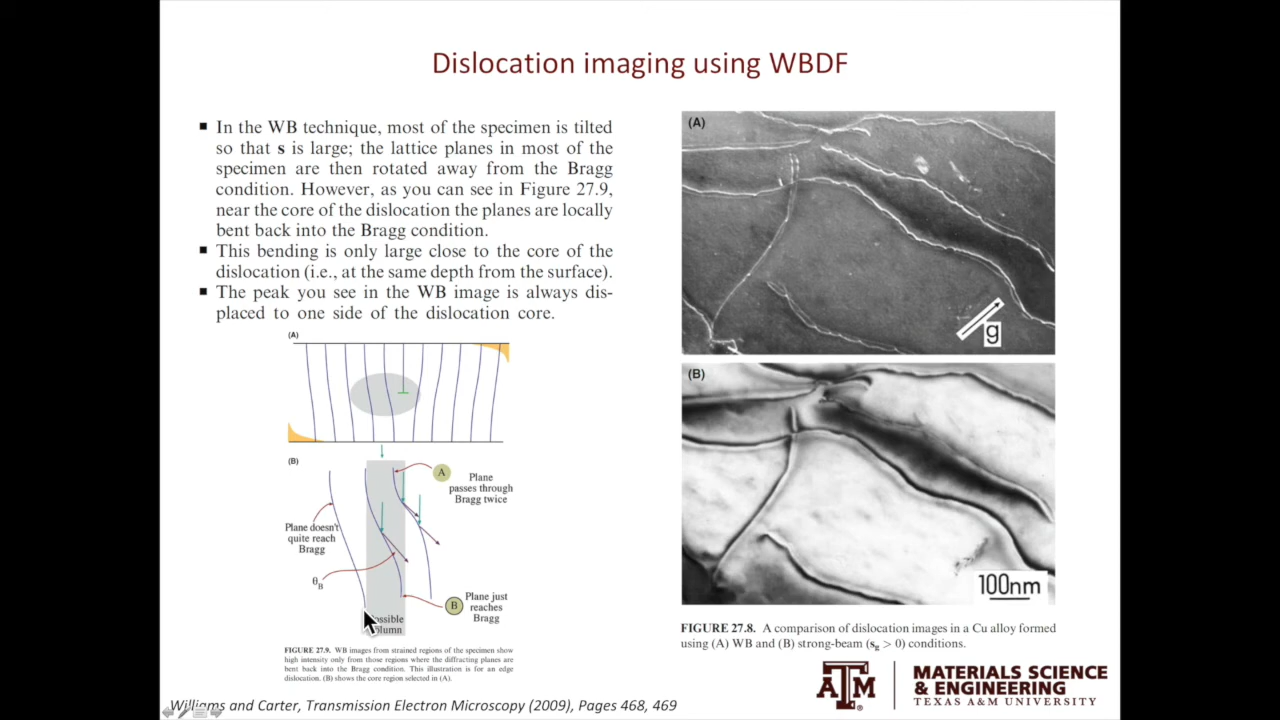 Dislocation imaging using WBDF
▪ In the WB technique, most of the specimen is tilted
so that s is large; the lattice planes in most of the
specimen are then rotated away from the Bragg
condition. However, as you can see in Figure 27.9,
near the core of the dislocation the planes are locally
bent back into the Bragg condition.
▪ This bending is only large close to the core of the
dislocation (i.e., at the same depth from the surface).
▪ The peak you see in the WB image is always dis-
placed to one side of the dislocation core.
(A)
(B)
A
Plane
passes through
Bragg twice
Plane doesn't
quite reach
Bragg
θB
B
Plane just
reaches
Bragg
FIGURE 27.9. WB images from strained regions of the specimen show
high intensity only from those regions where the diffracting planes are
bent back into the Bragg condition. This illustration is for an edge
dislocation. (B) shows the core region selected in (A).
Williams and Carter, Transmission Electron Microscopy (2009), Pages 468, 469
(A)
g
(B)
100nm
FIGURE 27.8. A comparison of dislocation images in a Cu alloy formed
using (A) WB and (B) strong-beam (sg > 0) conditions.
ATM
MATERIALS SCIENCE
& ENGINEERING
TEXAS A&M UNIVERSITY